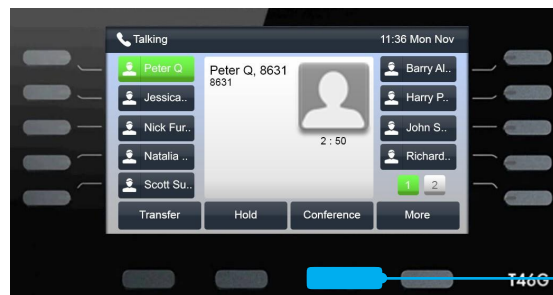 Talking 11:36 Mon Nov
Peter Q
Jessica..
Nick Fur..
Natalia ..
Scott Su..
Peter Q, 8631
8631
2 : 50
Barry Al..
Harry P..
John S..
Richard..
1 2
Transfer Hold Conference More
T46G